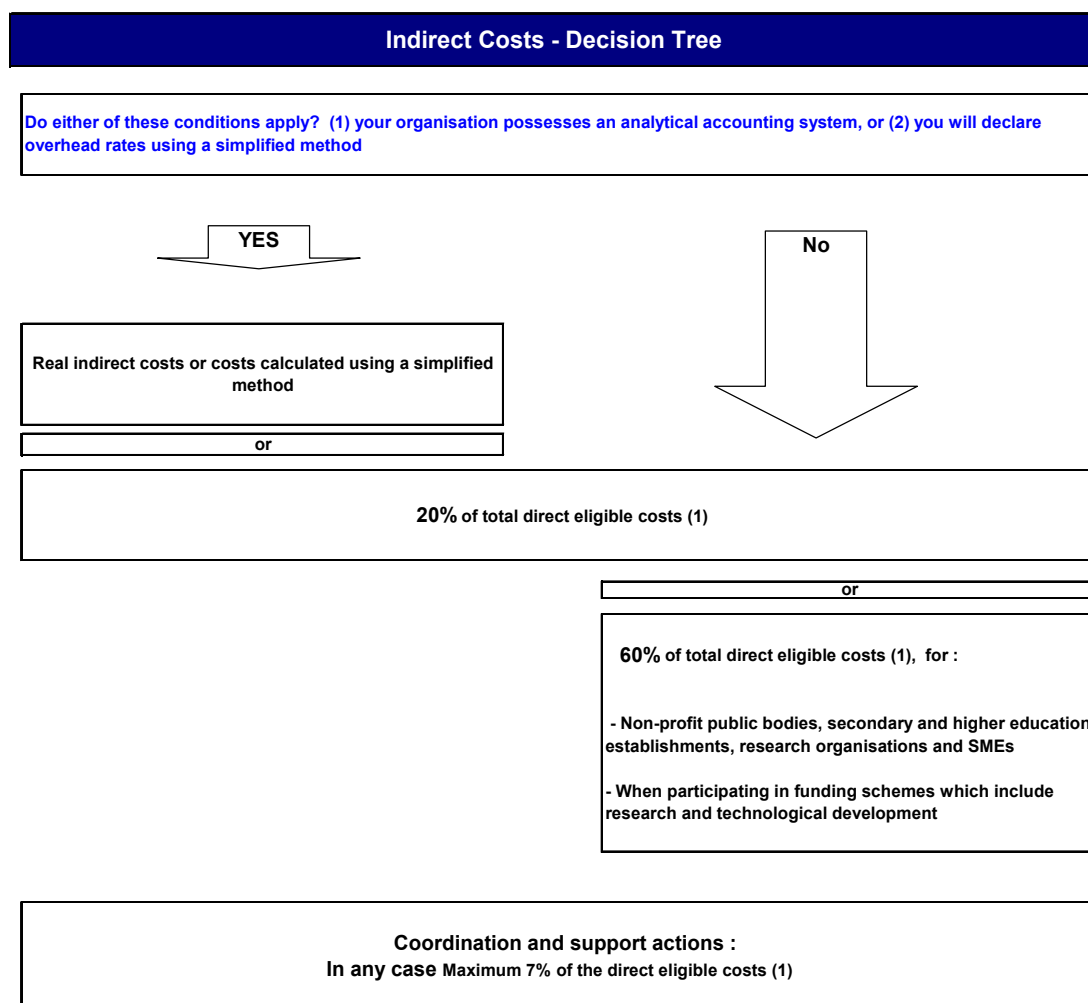 Indirect Costs - Decision Tree
Do either of these conditions apply? (1) your organisation possesses an analytical accounting system, or (2) you will declare
overhead rates using a simplified method
YES
No
Real indirect costs or costs calculated using a simplified
method
or
20% of total direct eligible costs (1)
or
60% of total direct eligible costs (1), for :
- Non-profit public bodies, secondary and higher education
establishments, research organisations and SMEs
- When participating in funding schemes which include
research and technological development
Coordination and support actions :
In any case Maximum 7% of the direct eligible costs (1)